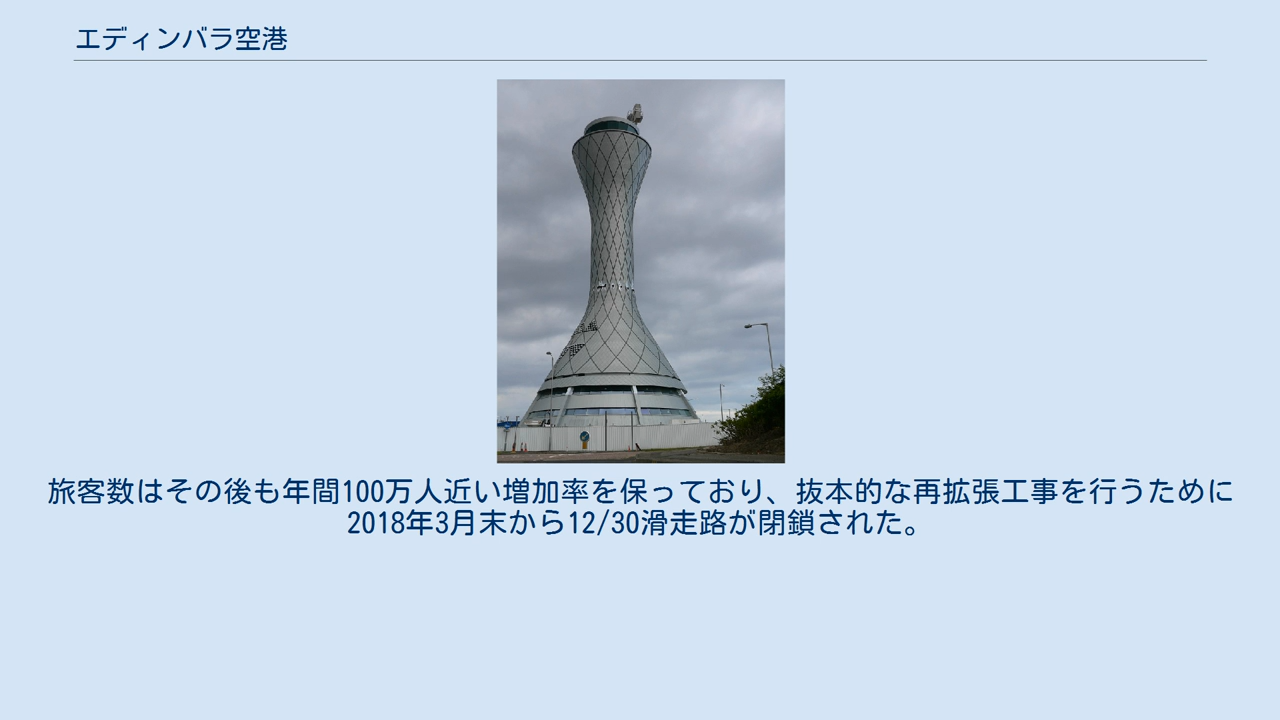 エディンバラ空港
旅客数はその後も年間100万人近い増加率を保っており、抜本的な再拡張工事を行うために
2018年3月末から12/30滑走路が閉鎖された。